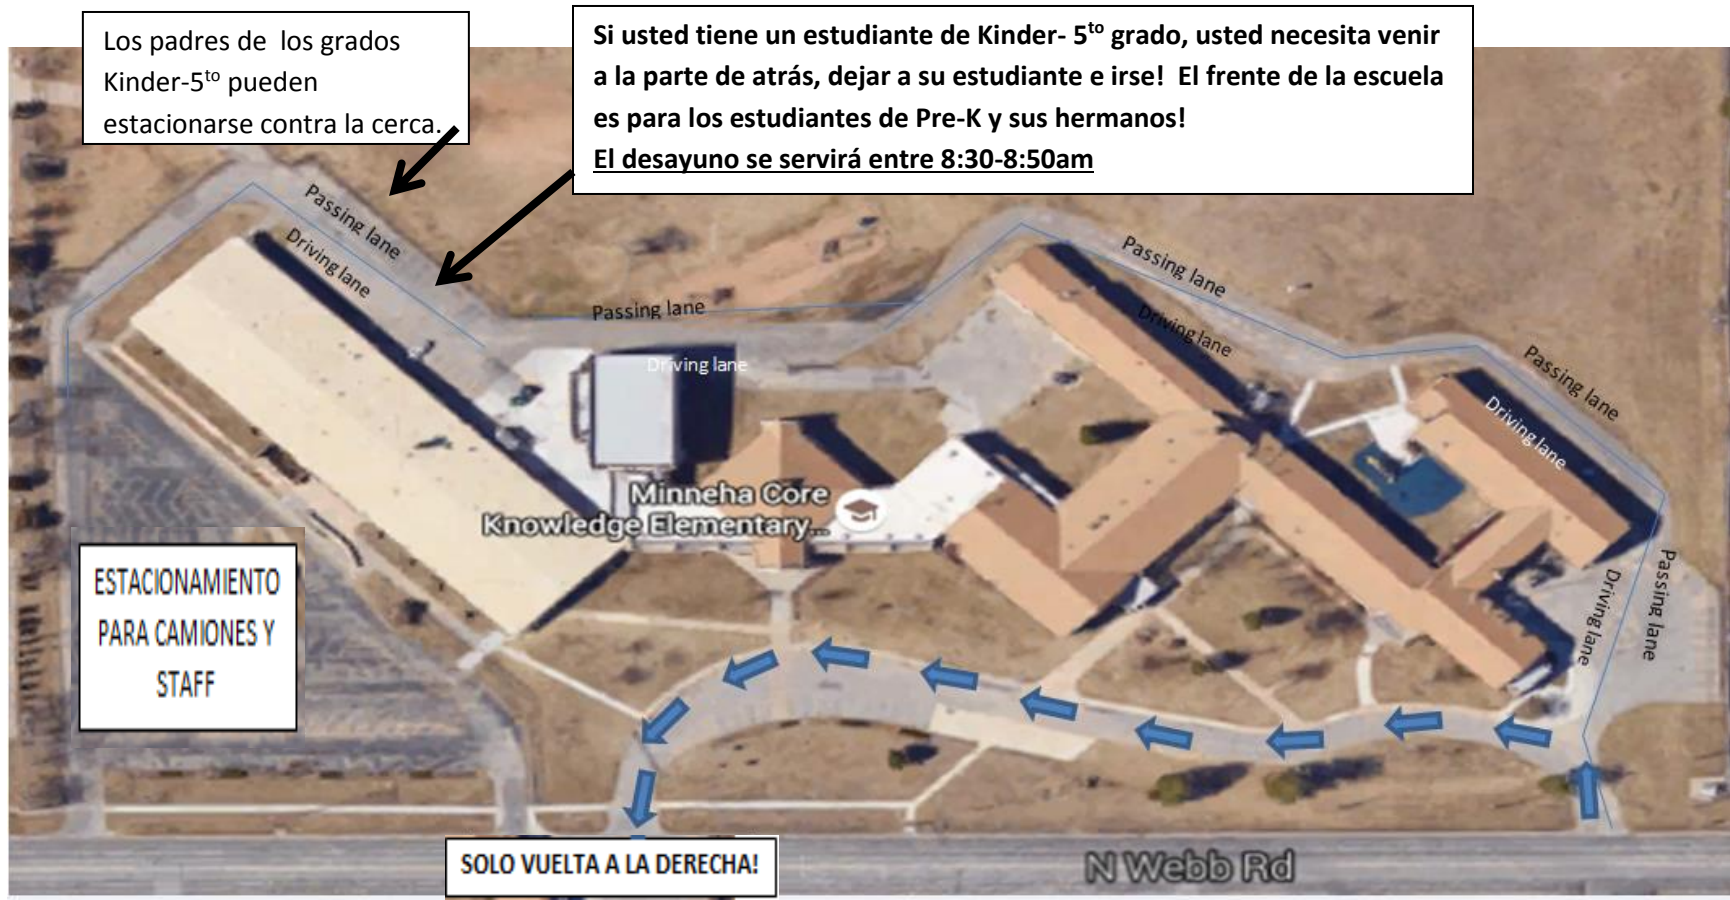 Los padres de los grados
Kinder-5to pueden
estacionarse contra la cerca.
Si usted tiene un estudiante de Kinder- 5to grado, usted necesita venir
a la parte de atrás, dejar a su estudiante e irse! El frente de la escuela
es para los estudiantes de Pre-K y sus hermanos!
El desayuno se servirá entre 8:30-8:50am
Passing lane
Driving lane
Passing lane
Driving lane
Passing lane
Driving lane
Passing lane
Driving lane
Minneha Core
Knowledge Elementary...
ESTACIONAMIENTO
PARA CAMIONES Y
STAFF
Driving lane
Passing lane
SOLO VUELTA A LA DERECHA!
N Webb Rd